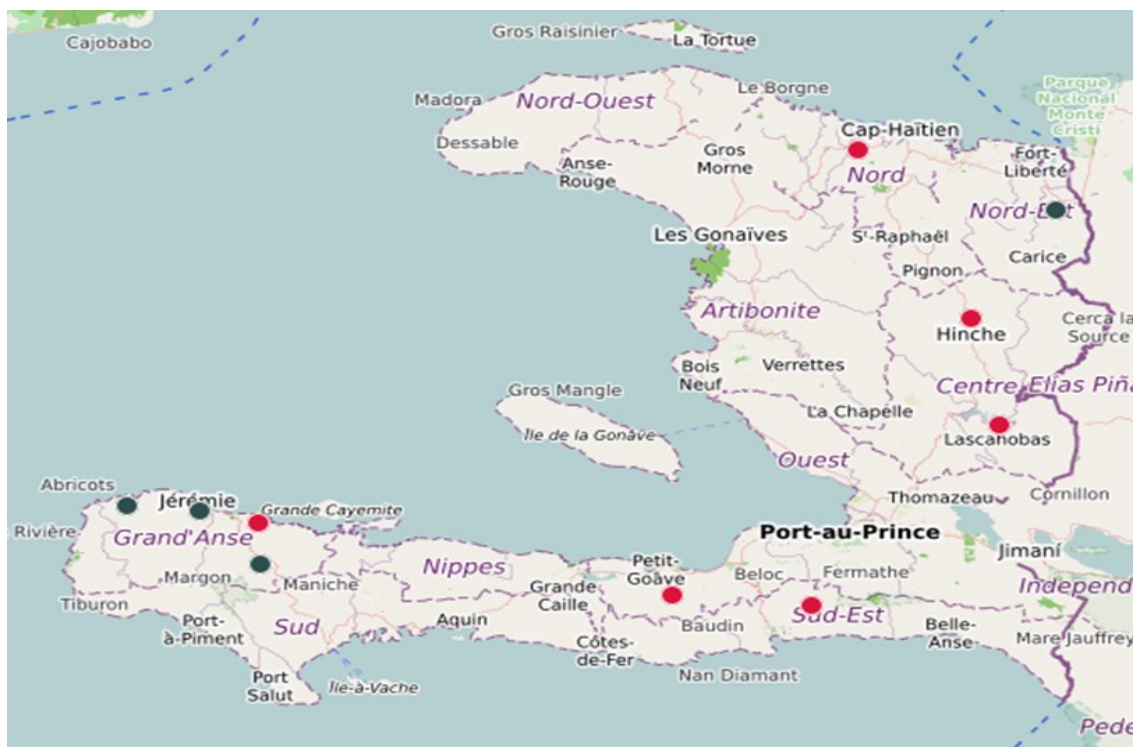 Cajobabo
Gros Raisinier
La Tortue
Parque
Nacional
Monte
Cristi
Madora
Nord-Ouest
Le Borgne
Dessable
Cap-Haïtien
Anse-
Rouge
Gros
Morne
Nord
Fort-
Liberté
Nord-Est
Les Gonaïves
Sᵗ-Raphaël
Carice
Pignon
Artibonite
Hinche
Cerca la
Source
Bois
Neuf
Verrettes
Gros Mangle
Centre
Elías Piña
La Chapelle
Île de la Gonâve
Lascahobas
Ouest
Abricots
Jérémie
Grande Cayemite
Thomazeau
Cornillon
Rivière
Grand'Anse
Port-au-Prince
Jimaní
Margon
Maniche
Nippes
Petit-
Goâve
Beloc
Fermathe
Independ
Tiburon
Grande
Caille
Port-
à-Piment
Sud
Aquin
Baudin
Sud-Est
Belle-
Anse
Mare Jauffrey
Côtes-
de-Fer
Port
Salut
Île-à-Vache
Nan Diamant
Pede